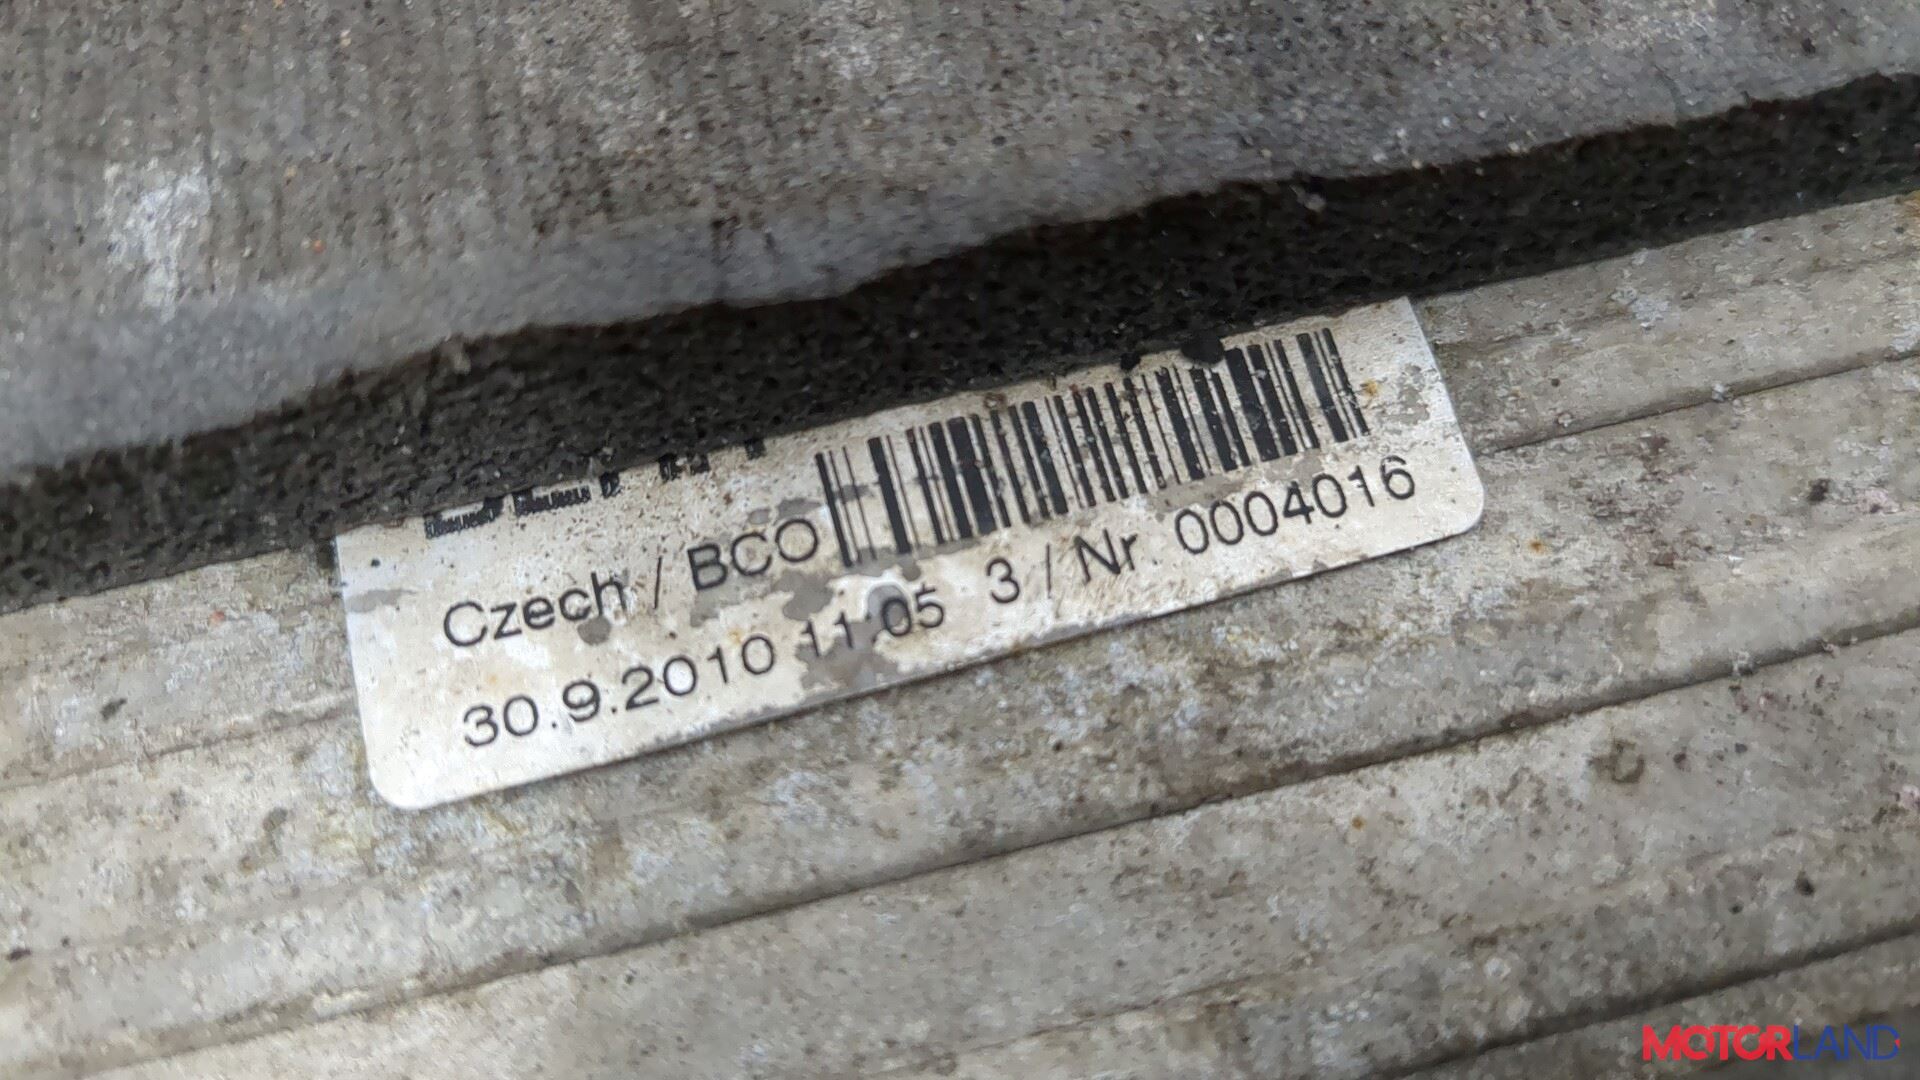 Czech / BCO
30.9.2010 11:05 3 / Nr. 0004016
MOTORLAND